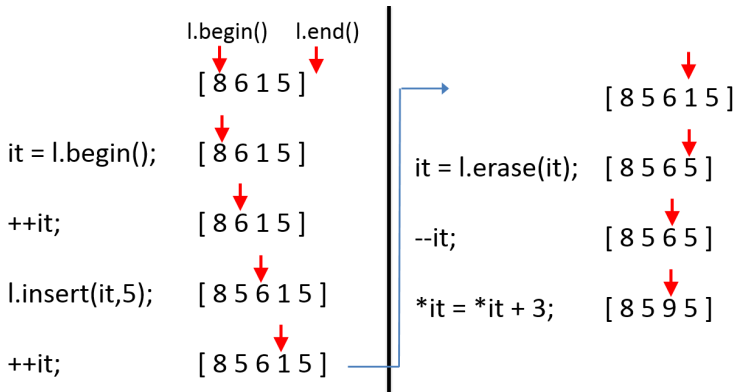 l.begin() l.end()
[ 8 6 1 5 ]
it = l.begin(); [ 8 6 1 5 ]
++it; [ 8 6 1 5 ]
l.insert(it,5); [ 8 5 6 1 5 ]
++it; [ 8 5 6 1 5 ]
[ 8 5 6 1 5 ]
it = l.erase(it); [ 8 5 6 5 ]
--it; [ 8 5 6 5 ]
*it = *it + 3; [ 8 5 9 5 ]